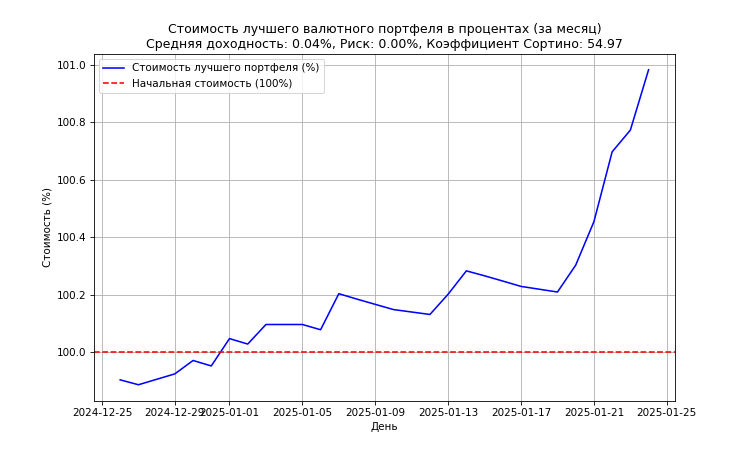 Стоимость лучшего валютного портфеля в процентах (за месяц)
Средняя доходность: 0.04%, Риск: 0.00%, Коэффициент Сортино: 54.97
Стоимость лучшего портфеля (%)
Начальная стоимость (100%)
Стоимость (%)
101.0
100.8
100.6
100.4
100.2
100.0
2024-12-25
2024-12-29
2025-01-01
2025-01-05
2025-01-09
2025-01-13
2025-01-17
2025-01-21
2025-01-25
День